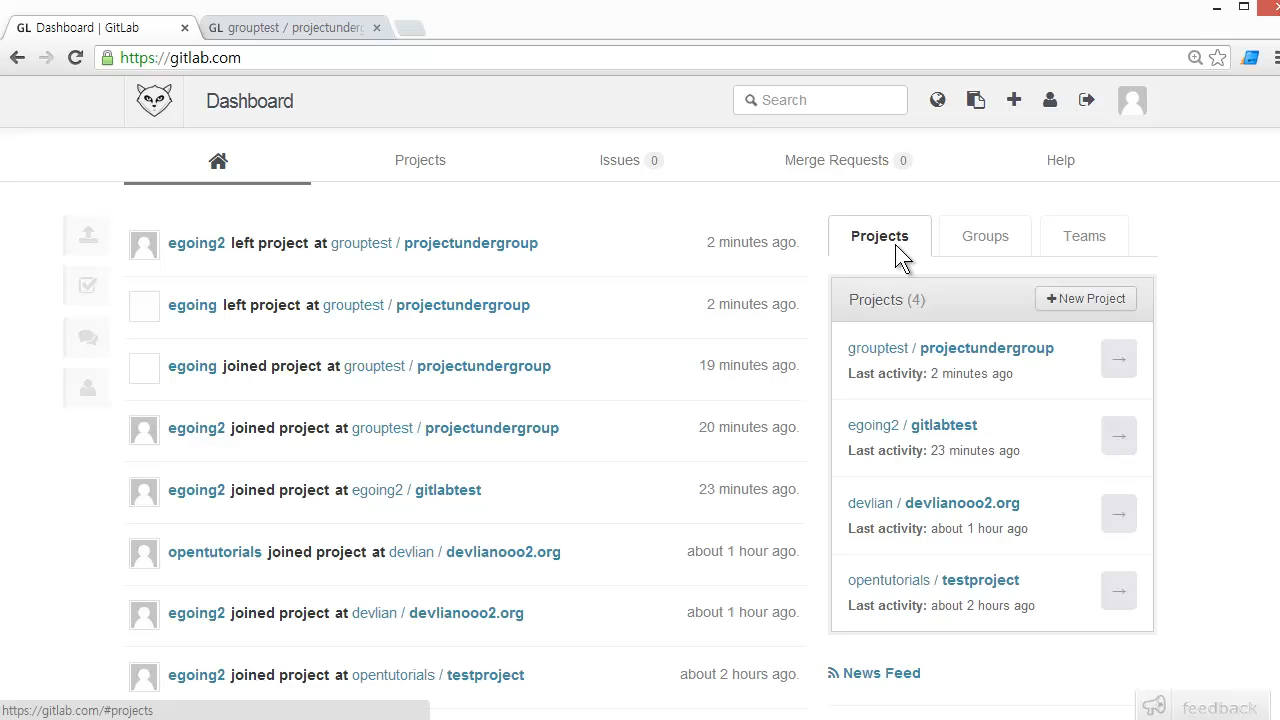 GL Dashboard | GitLab
GL grouptest / projectunder
https://gitlab.com
Dashboard
Search
Projects
Issues 0
Merge Requests 0
Help
egoing2 left project at grouptest / projectundergroup
2 minutes ago.
egoing left project at grouptest / projectundergroup
2 minutes ago.
egoing joined project at grouptest / projectundergroup
19 minutes ago.
egoing2 joined project at grouptest / projectundergroup
20 minutes ago.
egoing2 joined project at egoing2 / gitlabtest
23 minutes ago.
opentutorials joined project at devlian / devlianooo2.org
about 1 hour ago.
egoing2 joined project at devlian / devlianooo2.org
about 1 hour ago.
egoing2 joined project at opentutorials / testproject
about 2 hours ago.
Projects
Groups
Teams
Projects (4)
New Project
grouptest / projectundergroup
Last activity: 2 minutes ago
egoing2 / gitlabtest
Last activity: 23 minutes ago
devlian / devlianooo2.org
Last activity: about 1 hour ago
opentutorials / testproject
Last activity: about 2 hours ago
News Feed
https://gitlab.com/#projects
feedback